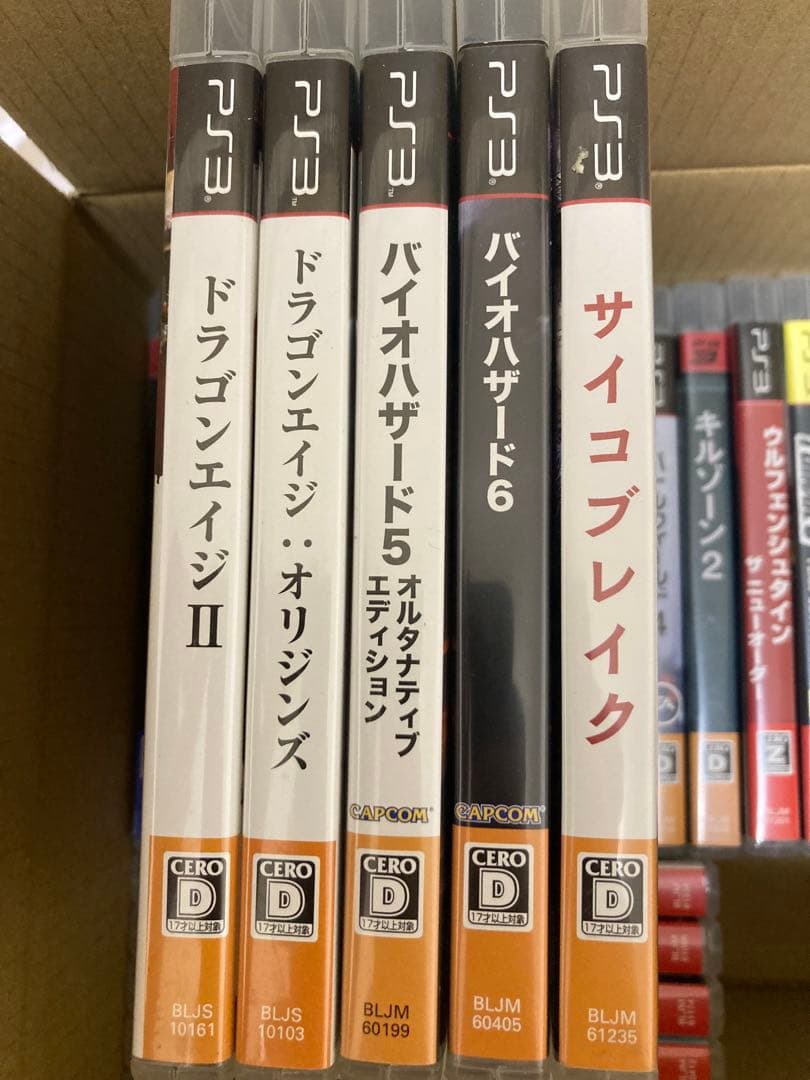 PS3
ドラゴンエイジII
CERO
D
17才以上対象
BLJS
10161
PS3
ドラゴンエイジ:オリジンズ
CERO
D
17才以上対象
BLJS
10103
PS3
バイオハザード5
オルタナティブ
エディション
CAPCOM
CERO
D
17才以上対象
BLJM
60199
PS3
バイオハザード6
CAPCOM
CERO
D
17才以上対象
BLJM
60405
PS3
サイコブレイク
CERO
D
17才以上対象
BLJM
61235
キルゾーン2
CERO
D
PS3
ウルフェンシュタイン
ザ ニューオーダー
CERO
Z